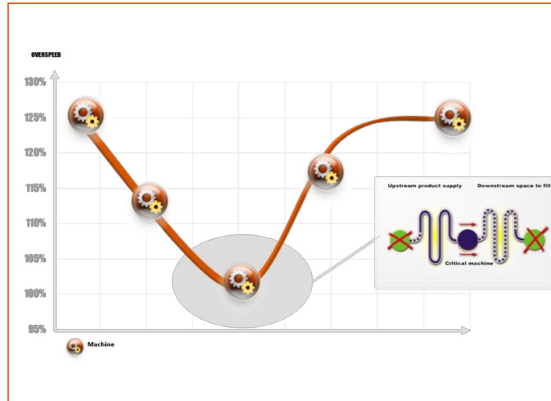 OVERSPEED
130%
125%
120%
115%
110%
105%
100%
95%
Upstream product supply
Downstream space to fill
Critical machine
Machine